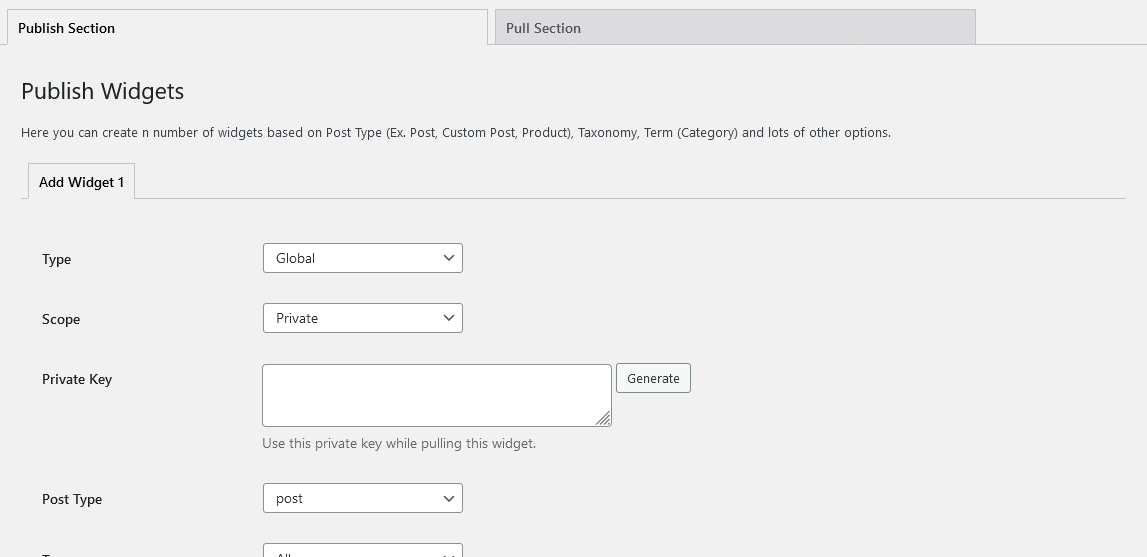 Publish Section
Pull Section
Publish Widgets
Here you can create n number of widgets based on Post Type (Ex. Post, Custom Post, Product), Taxonomy, Term (Category) and lots of other options.
Add Widget 1
Type
Global
Scope
Private
Private Key
Generate
Use this private key while pulling this widget.
Post Type
post